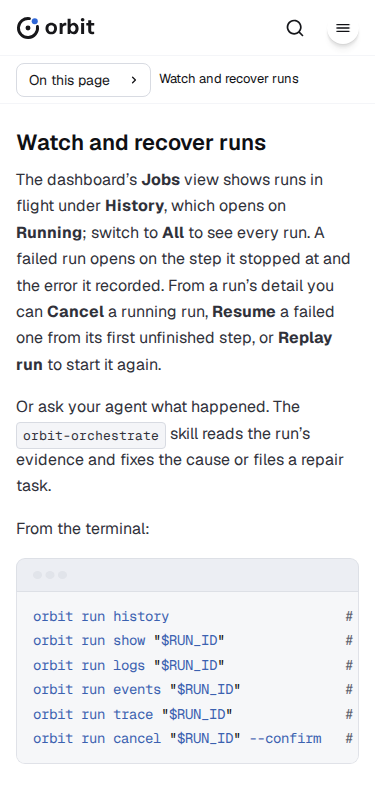 orbit
On this page
Watch and recover runs
Watch and recover runs
The dashboard’s Jobs view shows runs in
flight under History, which opens on
Running; switch to All to see every run. A
failed run opens on the step it stopped at and
the error it recorded. From a run’s detail you
can Cancel a running run, Resume a failed
one from its first unfinished step, or Replay
run to start it again.
Or ask your agent what happened. The
orbit-orchestrate skill reads the run’s
evidence and fixes the cause or files a repair
task.
From the terminal:
orbit run history #
orbit run show "$RUN_ID" #
orbit run logs "$RUN_ID" #
orbit run events "$RUN_ID" #
orbit run trace "$RUN_ID" #
orbit run cancel "$RUN_ID" --confirm #